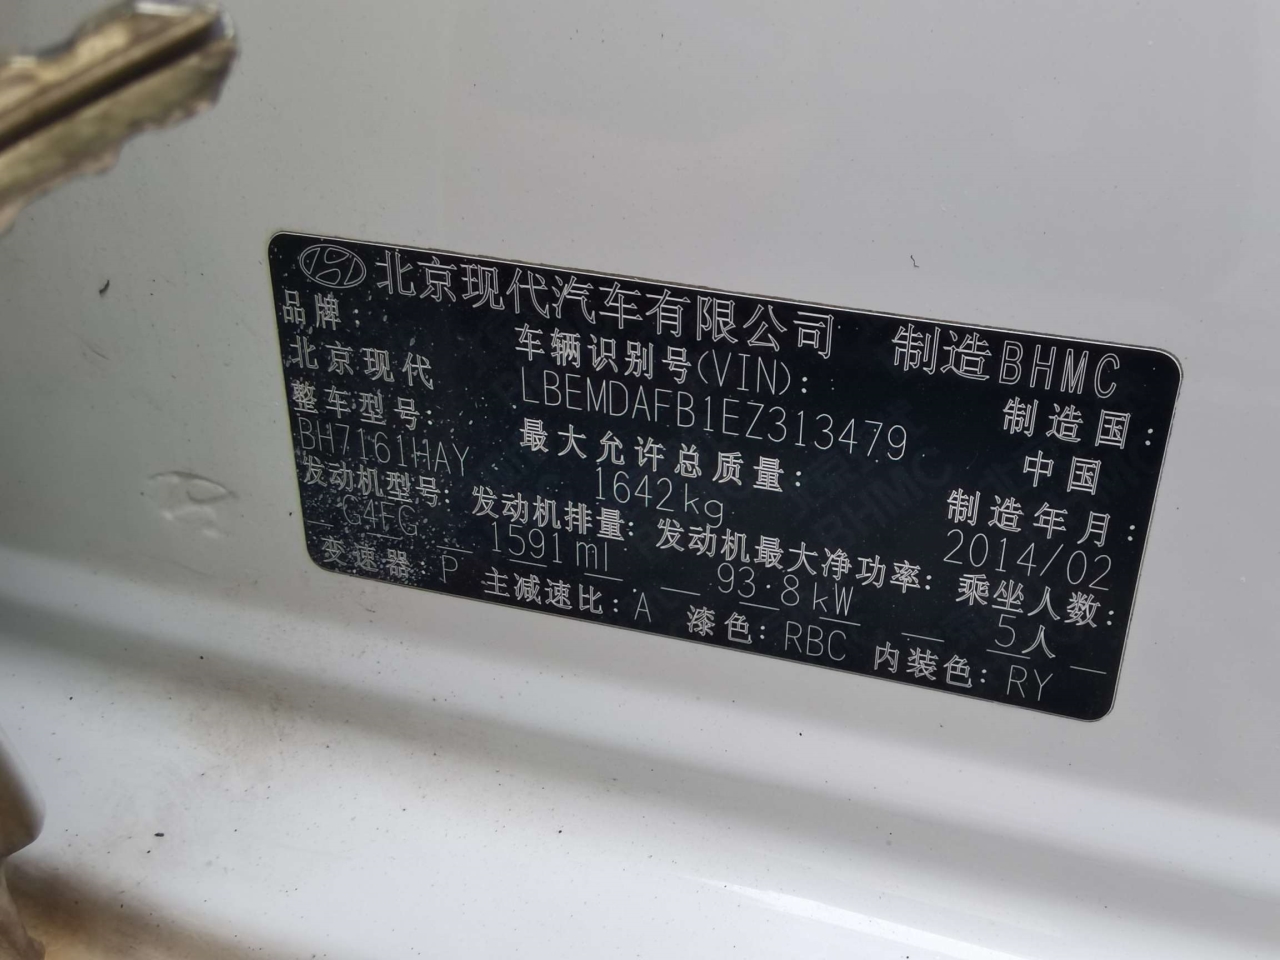 北京现代汽车有限公司 制造BHMC
品牌: 车辆识别号(VIN): 制造国:
北京现代 LBEMDAFB1EZ313479 中国
整车型号: 最大允许总质量: 制造年月:
BH7161HAY 1642kg 2014/02
发动机型号: 发动机排量: 发动机最大净功率: 乘坐人数:
G4FG 1591ml 93.8kW 5人
变速器: P 主减速比: A 漆色: RBC 内装色: RY